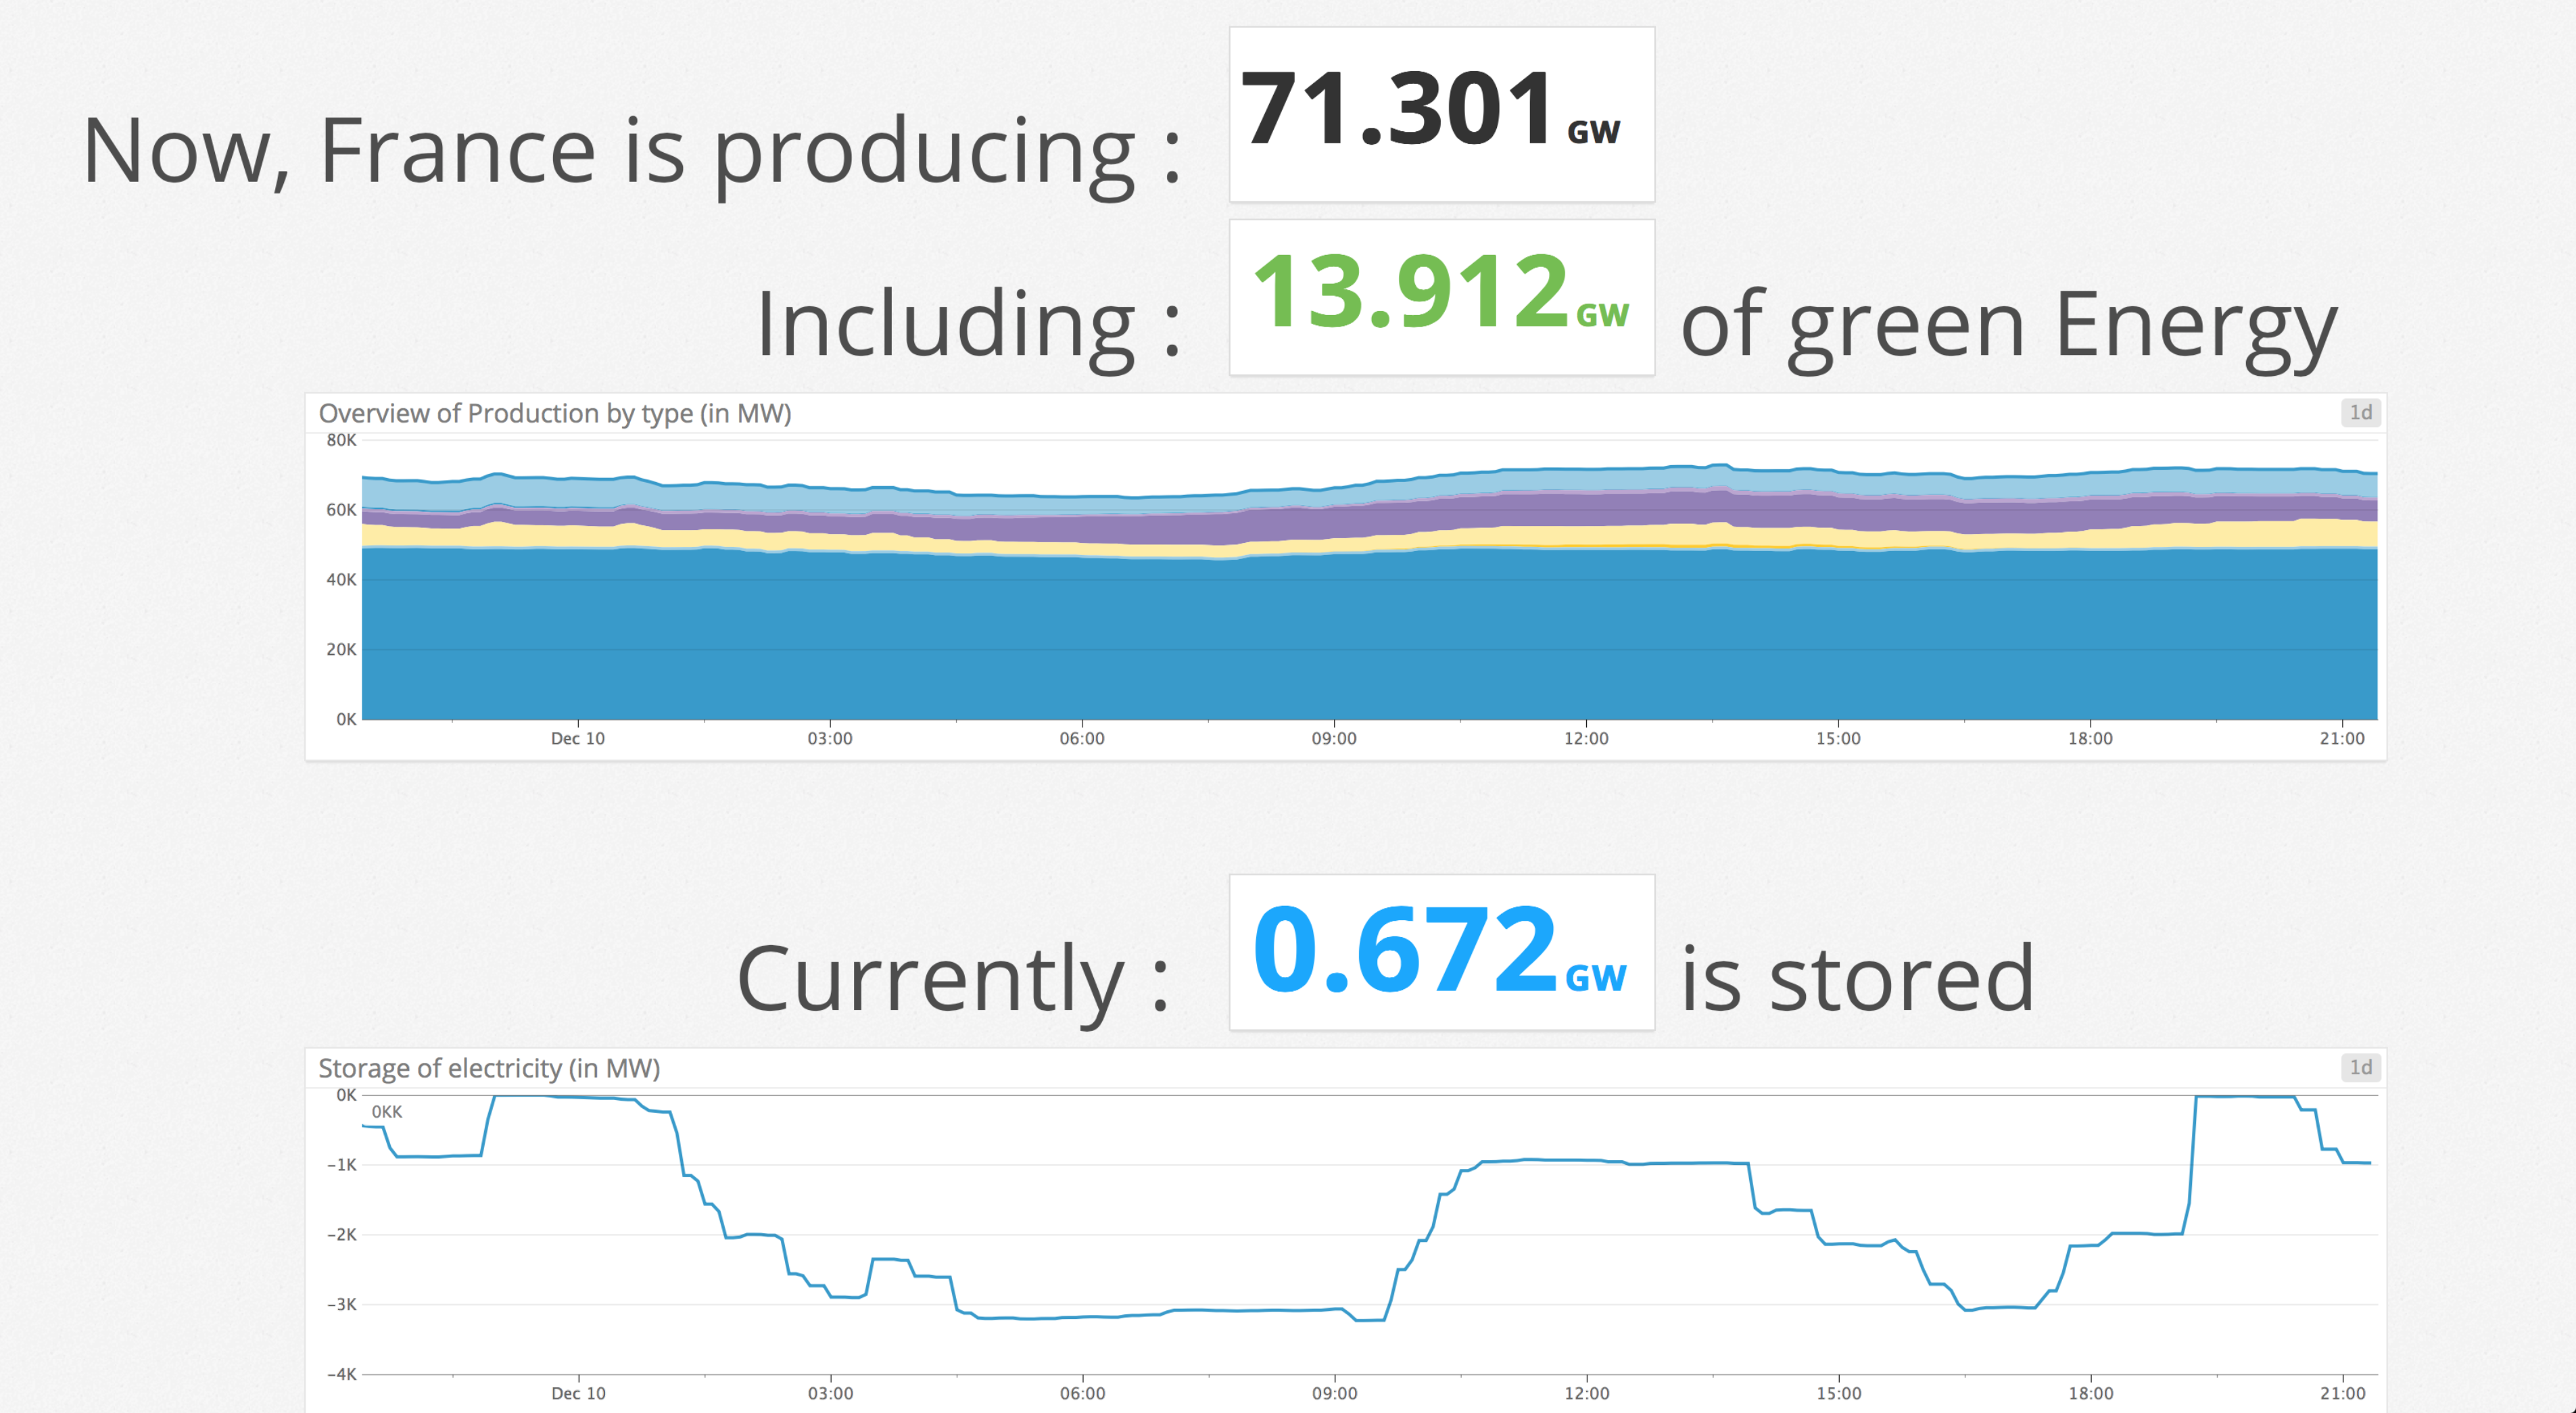 Now, France is producing : 71.301 GW
Including : 13.912 GW of green Energy
Overview of Production by type (in MW) 1d
80K
60K
40K
20K
0K
Dec 10 03:00 06:00 09:00 12:00 15:00 18:00 21:00
Currently : 0.672 GW is stored
Storage of electricity (in MW) 1d
0K
0KK
−1K
−2K
−3K
−4K
Dec 10 03:00 06:00 09:00 12:00 15:00 18:00 21:00